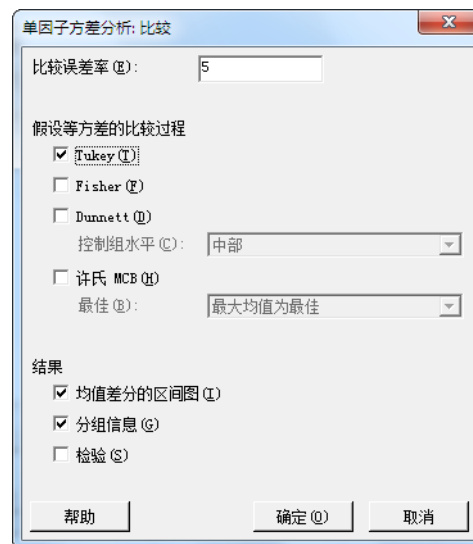 单因子方差分析: 比较
比较误差率(E): 5
假设等方差的比较过程
Tukey(T)
Fisher(F)
Dunnett(D)
控制组水平(C): 中部
许氏 MCB(H)
最佳(B): 最大均值为最佳
结果
均值差分的区间图(I)
分组信息(G)
检验(S)
帮助 确定(O) 取消